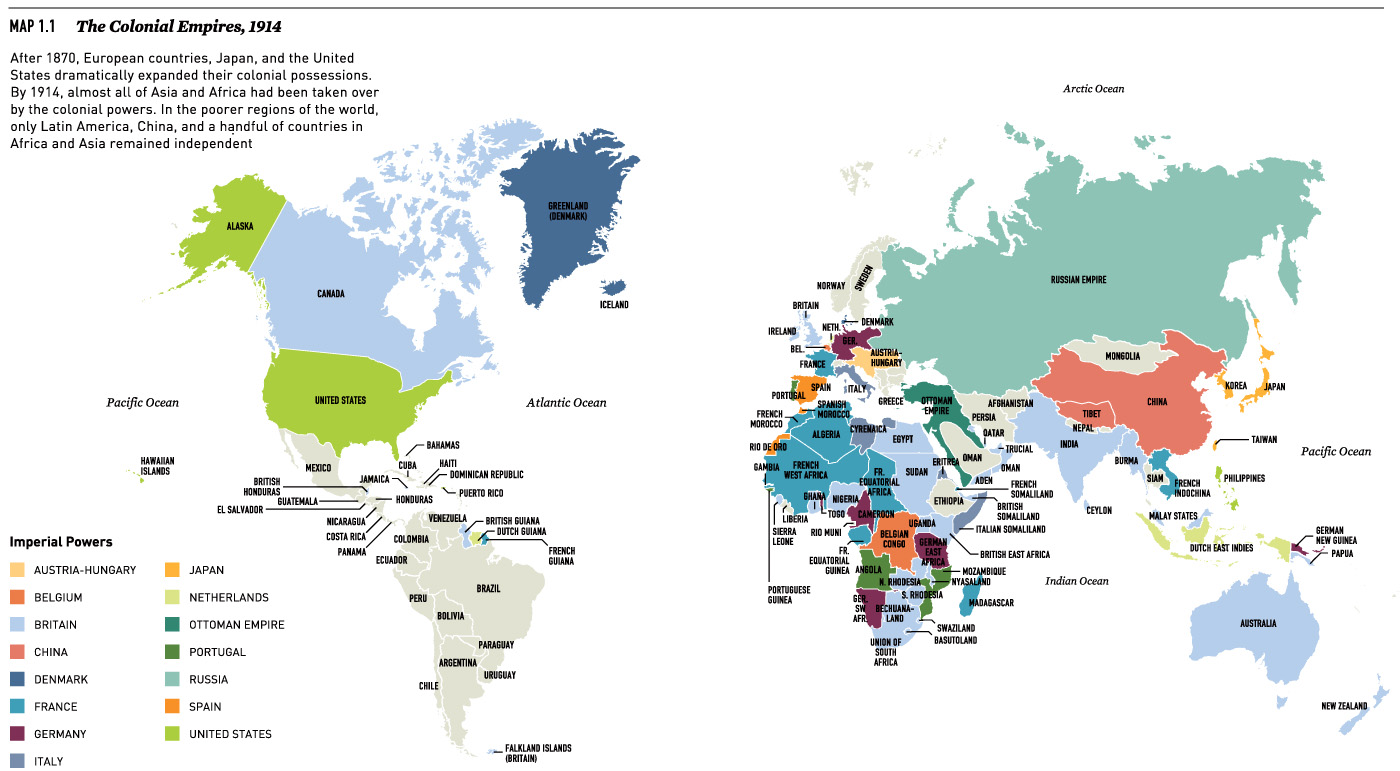 MAP 1.1 The Colonial Empires, 1914
After 1870, European countries, Japan, and the United
States dramatically expanded their colonial possessions.
By 1914, almost all of Asia and Africa had been taken over
by the colonial powers. In the poorer regions of the world,
only Latin America, China, and a handful of countries in
Africa and Asia remained independent
Arctic Ocean
ALASKA
GREENLAND
(DENMARK)
CANADA
ICELAND
UNITED STATES
Pacific Ocean
Atlantic Ocean
HAWAIIAN
ISLANDS
MEXICO
BAHAMAS
CUBA
HAITI
DOMINICAN REPUBLIC
JAMAICA
PUERTO RICO
BRITISH
HONDURAS
GUATEMALA
HONDURAS
EL SALVADOR
NICARAGUA
COSTA RICA
PANAMA
VENEZUELA
BRITISH GUIANA
DUTCH GUIANA
FRENCH
GUIANA
COLOMBIA
ECUADOR
BRAZIL
PERU
BOLIVIA
PARAGUAY
ARGENTINA
URUGUAY
CHILE
FALKLAND ISLANDS
(BRITAIN)
RUSSIAN EMPIRE
NORWAY
SWEDEN
BRITAIN
IRELAND
NETH.
DENMARK
GER.
BEL.
FRANCE
AUSTRIA-
HUNGARY
PORTUGAL
SPAIN
ITALY
GREECE
OTTOMAN
EMPIRE
MONGOLIA
CHINA
KOREA
JAPAN
TIBET
NEPAL
AFGHANISTAN
PERSIA
QATAR
TRUCIAL
OMAN
OMAN
ADEN
INDIA
BURMA
TAIWAN
Pacific Ocean
SIAM
FRENCH
INDOCHINA
PHILIPPINES
CEYLON
MALAY STATES
DUTCH EAST INDIES
GERMAN
NEW GUINEA
PAPUA
Indian Ocean
AUSTRALIA
NEW ZEALAND
SPANISH
MOROCCO
FRENCH
MOROCCO
ALGERIA
CYRENAICA
EGYPT
RIO DE ORO
GAMBIA
FRENCH
WEST AFRICA
FR.
EQUATORIAL
AFRICA
SUDAN
ERITREA
FRENCH
SOMALILAND
BRITISH
SOMALILAND
ITALIAN SOMALILAND
ETHIOPIA
GHANA
NIGERIA
TOGO
LIBERIA
SIERRA
LEONE
CAMEROON
RIO MUNI
UGANDA
BRITISH EAST AFRICA
BELGIAN
CONGO
GERMAN
EAST
AFRICA
FR.
EQUATORIAL
GUINEA
PORTUGUESE
GUINEA
ANGOLA
N. RHODESIA
MOZAMBIQUE
NYASALAND
S. RHODESIA
MADAGASCAR
GER.
SW
AFR.
BECHUANA-
LAND
SWAZILAND
BASUTOLAND
UNION OF
SOUTH
AFRICA
Imperial Powers
AUSTRIA-HUNGARY
BELGIUM
BRITAIN
CHINA
DENMARK
FRANCE
GERMANY
ITALY
JAPAN
NETHERLANDS
OTTOMAN EMPIRE
PORTUGAL
RUSSIA
SPAIN
UNITED STATES